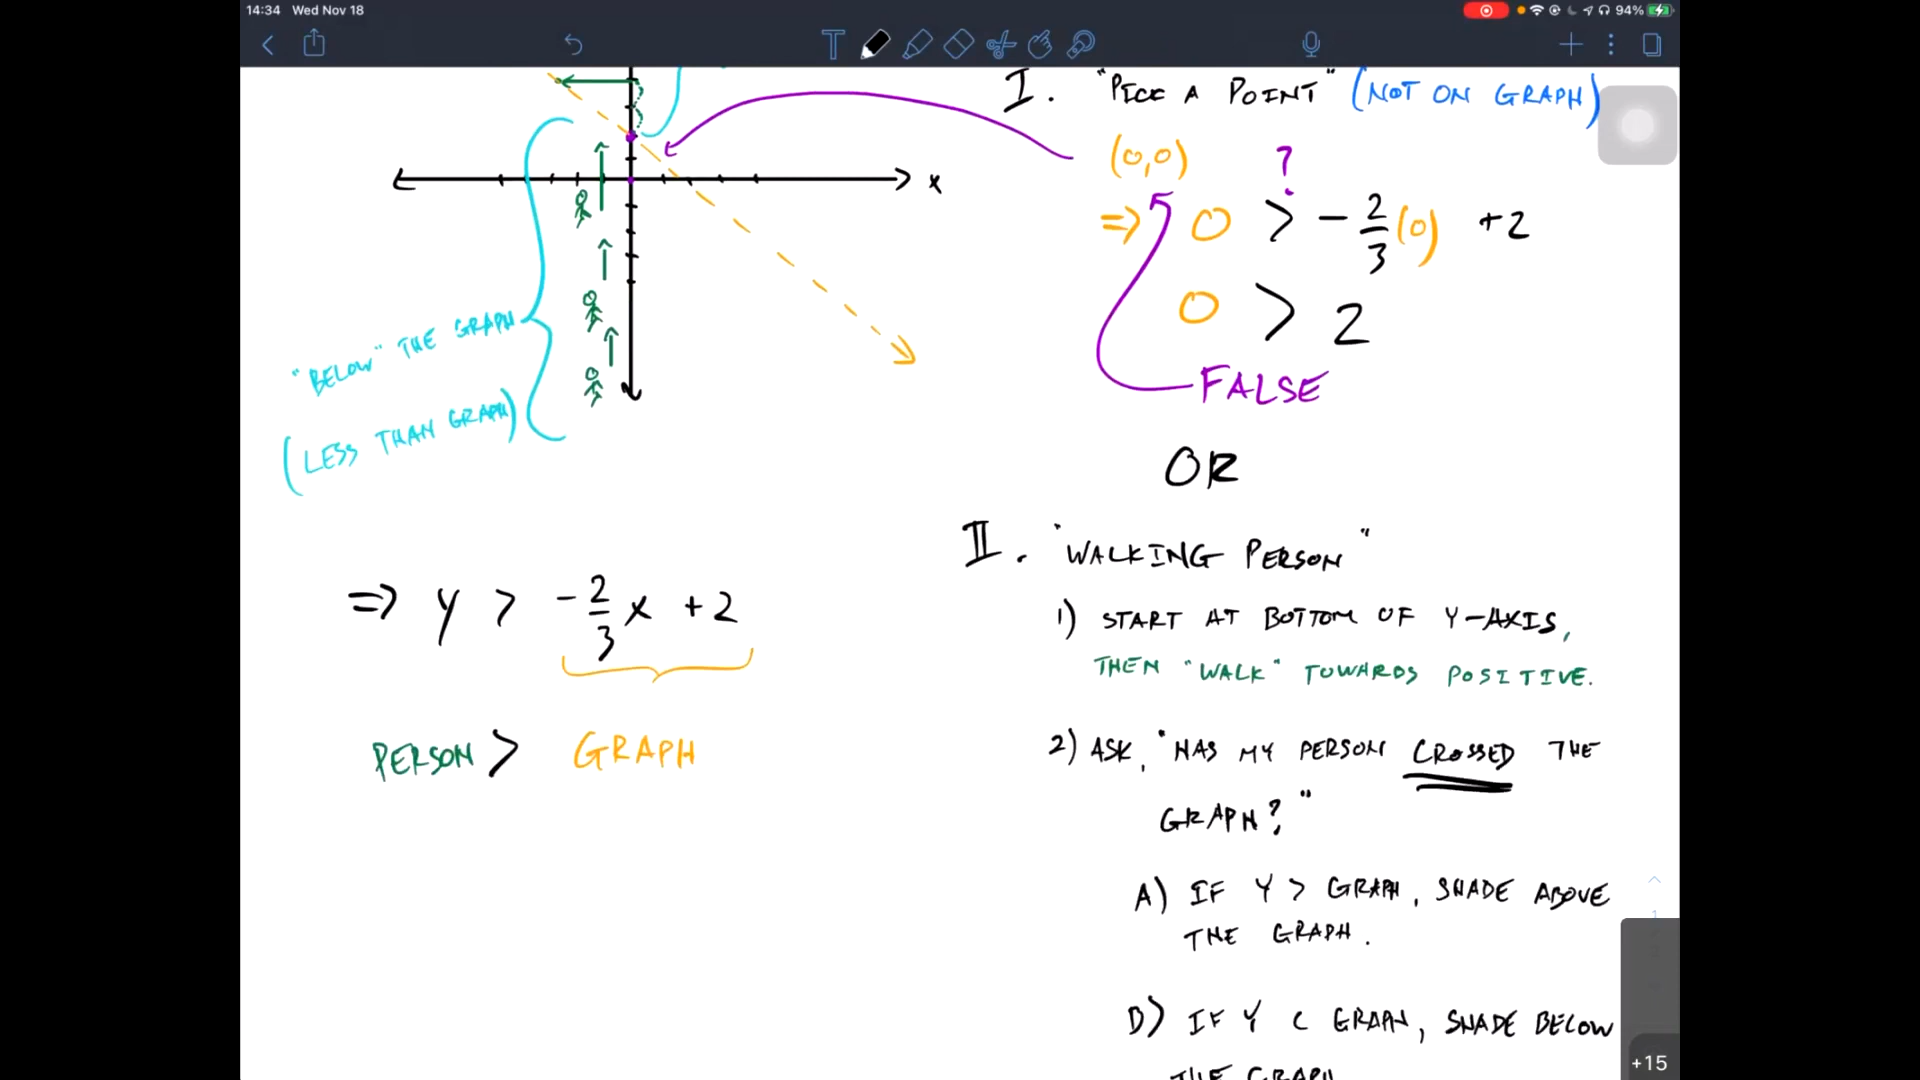 14:34 Wed Nov 18
94%
I. "PICK A POINT" (NOT ON GRAPH)
(0,0) ?
⇒ 0 > - 2/3 (0) + 2
0 > 2
FALSE
x
"BELOW" THE GRAPH
(LESS THAN GRAPH)
OR
II. "WALKING PERSON"
1) START AT BOTTOM OF Y-AXIS,
THEN "WALK" TOWARDS POSITIVE.
⇒ y > - 2/3 x + 2
PERSON > GRAPH
2) ASK, "HAS MY PERSON CROSSED THE
GRAPH?"
A) IF Y > GRAPH, SHADE ABOVE
THE GRAPH.
B) IF Y < GRAPH, SHADE BELOW
THE GRAPH
+15